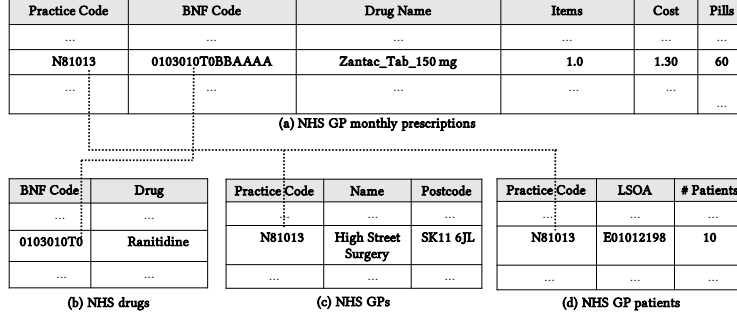 Practice Code BNF Code Drug Name Items Cost Pills
... ... ... ... ... ...
N81013 0103010T0BBAAAA Zantac_Tab_150 mg 1.0 1.30 60
... ... ... ... ... ...
(a) NHS GP monthly prescriptions
BNF Code Drug
... ...
0103010T0 Ranitidine
... ...
(b) NHS drugs
Practice Code Name Postcode
... ... ...
N81013 High Street SK11 6JL
Surgery
... ... ...
(c) NHS GPs
Practice Code LSOA # Patients
... ... ...
N81013 E01012198 10
... ... ...
(d) NHS GP patients